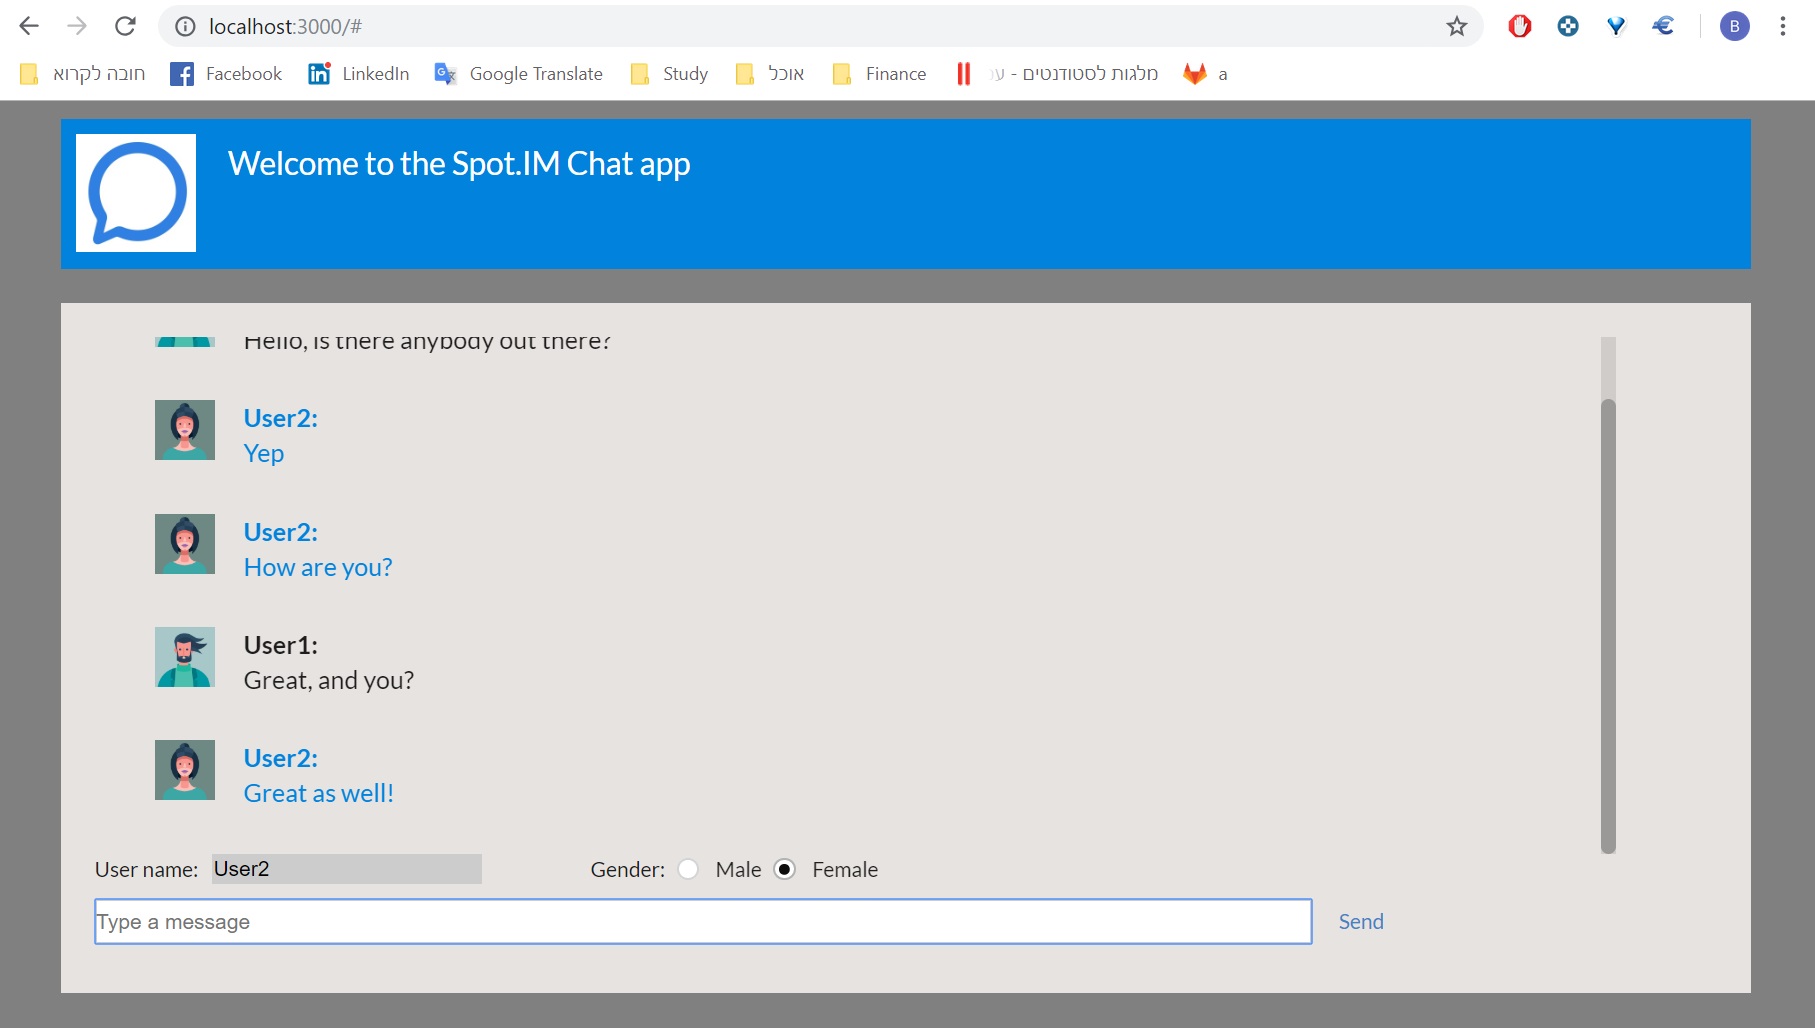 localhost:3000/#
B
חובה לקרוא
Facebook
LinkedIn
Google Translate
Study
אוכל
Finance
מלגות לסטודנטים - עכ
a
Welcome to the Spot.IM Chat app
Hello, is there anybody out there?
User2:
Yep
User2:
How are you?
User1:
Great, and you?
User2:
Great as well!
User name: User2 Gender: Male Female
Type a message Send